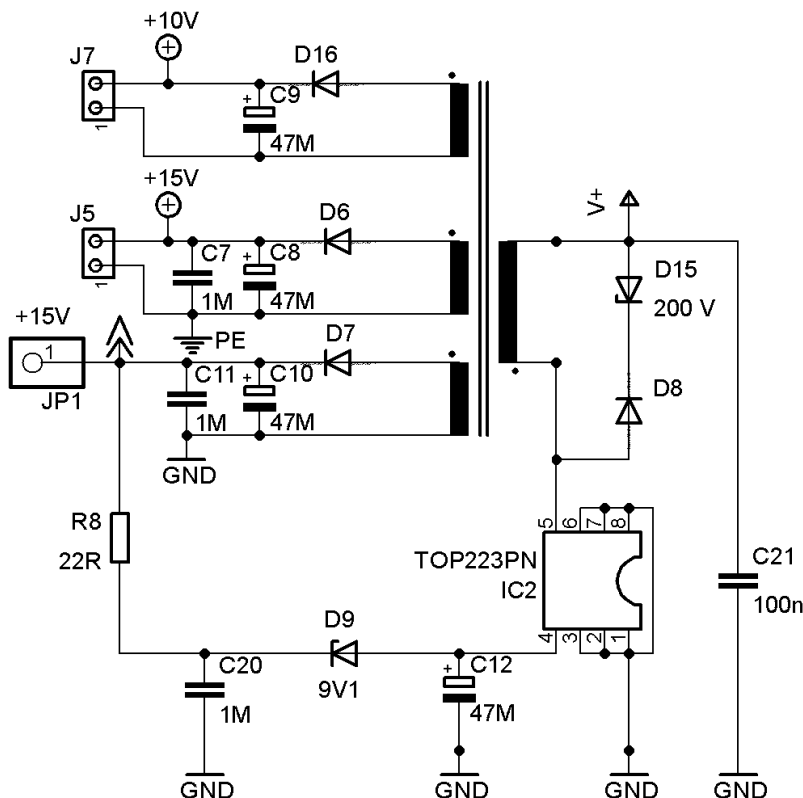 +10V
J7
D16
+
C9
47M
1
+15V
J5
D6
V+
C7
+
C8
1
1M
47M
D15
200 V
+15V
PE
D7
1
C11
+
C10
D8
JP1
1M
47M
GND
5 6 7 8
R8
22R
TOP223PN
IC2
C21
100n
D9
4 3 2 1
C20
+
C12
9V1
1M
47M
GND
GND
GND
GND